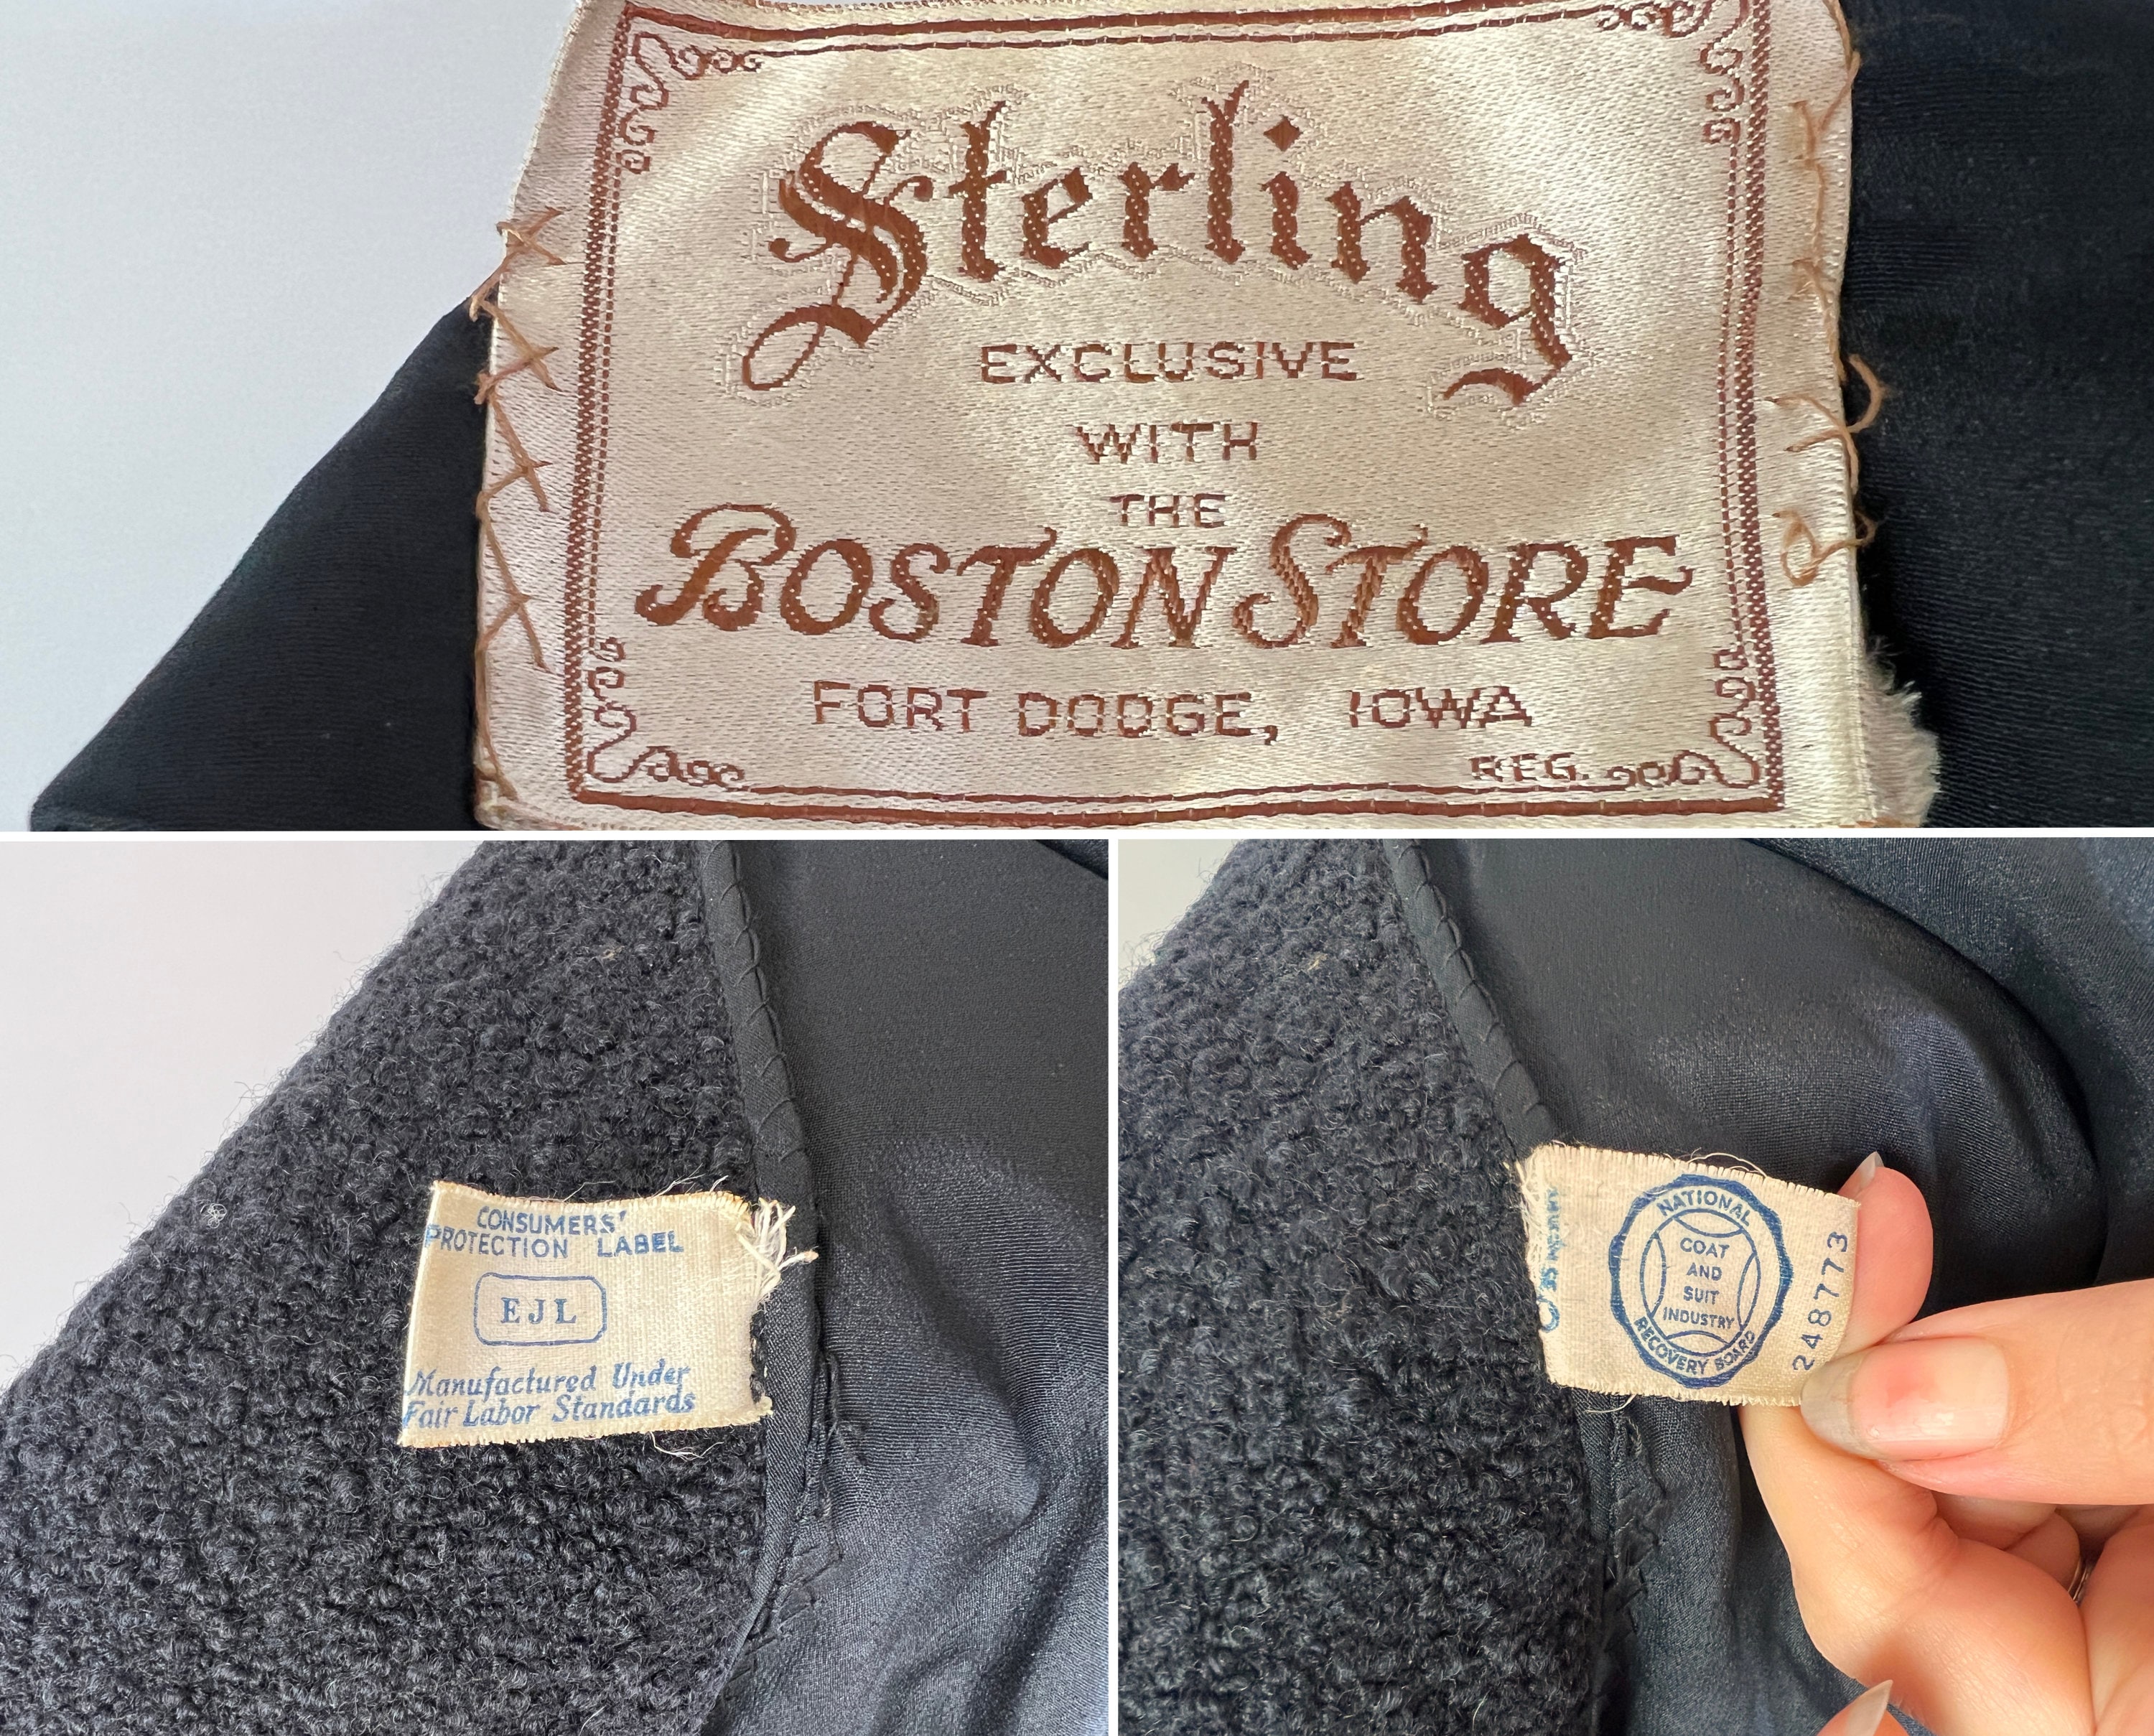 Sterling
EXCLUSIVE
WITH
THE
BOSTON STORE
FORT DODGE, IOWA
REG.
CONSUMERS'
PROTECTION LABEL
EJL
Manufactured Under
Fair Labor Standards
NATIONAL
COAT
AND
SUIT
INDUSTRY
RECOVERY BOARD
248773